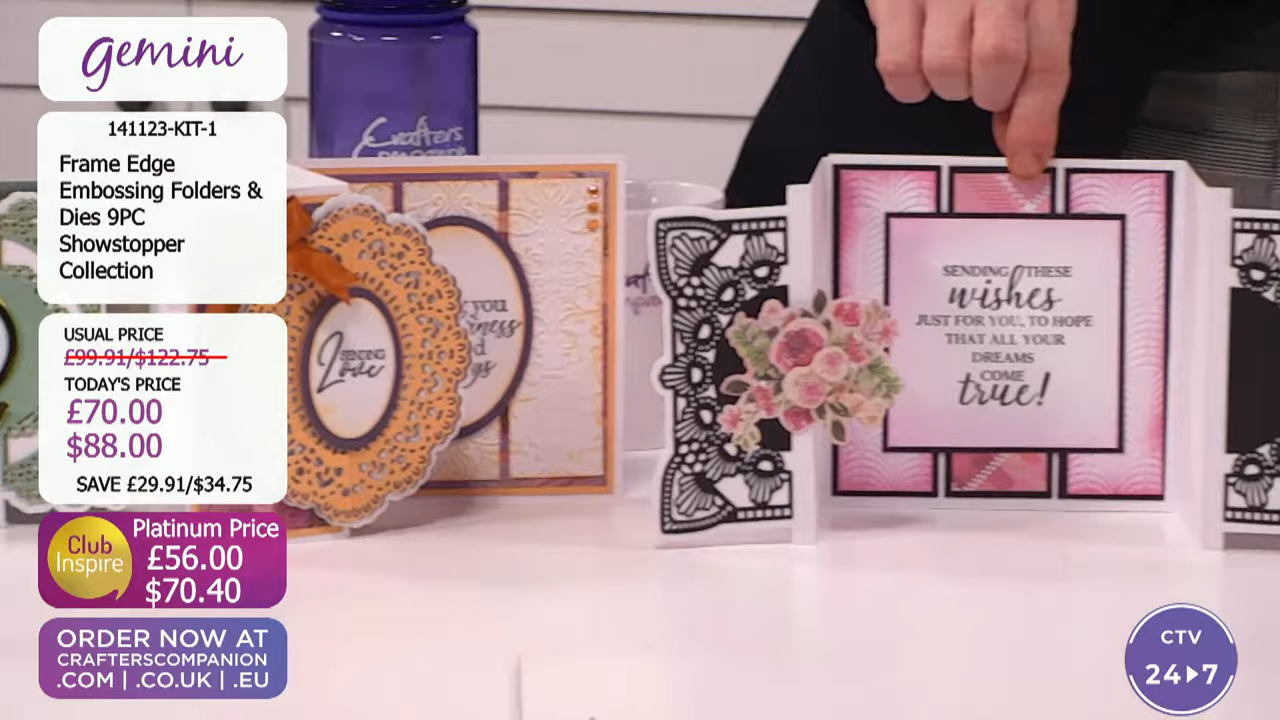 gemini
141123-KIT-1
Frame Edge
Embossing Folders &
Dies 9PC
Showstopper
Collection
USUAL PRICE
£99.91/$122.75
TODAY'S PRICE
£70.00
$88.00
SAVE £29.91/$34.75
Club
Inspire
Platinum Price
£56.00
$70.40
ORDER NOW AT
CRAFTERSCOMPANION
.COM | .CO.UK | .EU
Crafters
SENDING
Love
you
SENDING THESE
wishes
JUST FOR YOU, TO HOPE
THAT ALL YOUR
DREAMS
COME
true!
CTV
24▶7